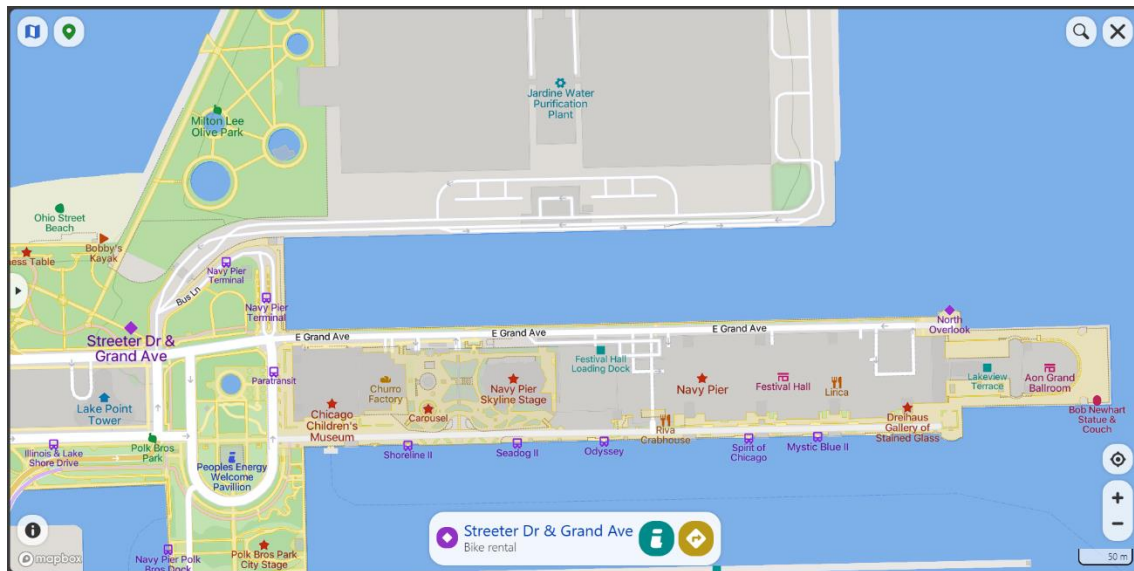 Jardine Water
Purification
Plant
Milton Lee
Olive Park
Ohio Street
Beach
Bobby's
Kayak
ness Table
Navy Pier
Terminal
Bus Ln
Navy Pier
Terminal
Streeter Dr &
Grand Ave
North
Overlook
E Grand Ave
E Grand Ave
E Grand Ave
Festival Hall
Loading Dock
Paratransit
Churro
Factory
Navy Pier
Skyline Stage
Navy Pier
Festival Hall
Lirica
Lakeview
Terrace
Aon Grand
Ballroom
Lake Point
Tower
Chicago
Children's
Museum
Carousel
Riva
Crabhouse
Dreihaus
Gallery of
Stained Glass
Bob Newhart
Statue &
Couch
Illinois & Lake
Shore Drive
Polk Bros
Park
Shoreline II
Seadog II
Odyssey
Spirit of
Chicago
Mystic Blue II
Peoples Energy
Welcome
Pavillion
Streeter Dr & Grand Ave
Bike rental
Navy Pier Polk
Bros Dock
Polk Bros Park
City Stage
mapbox
50 m